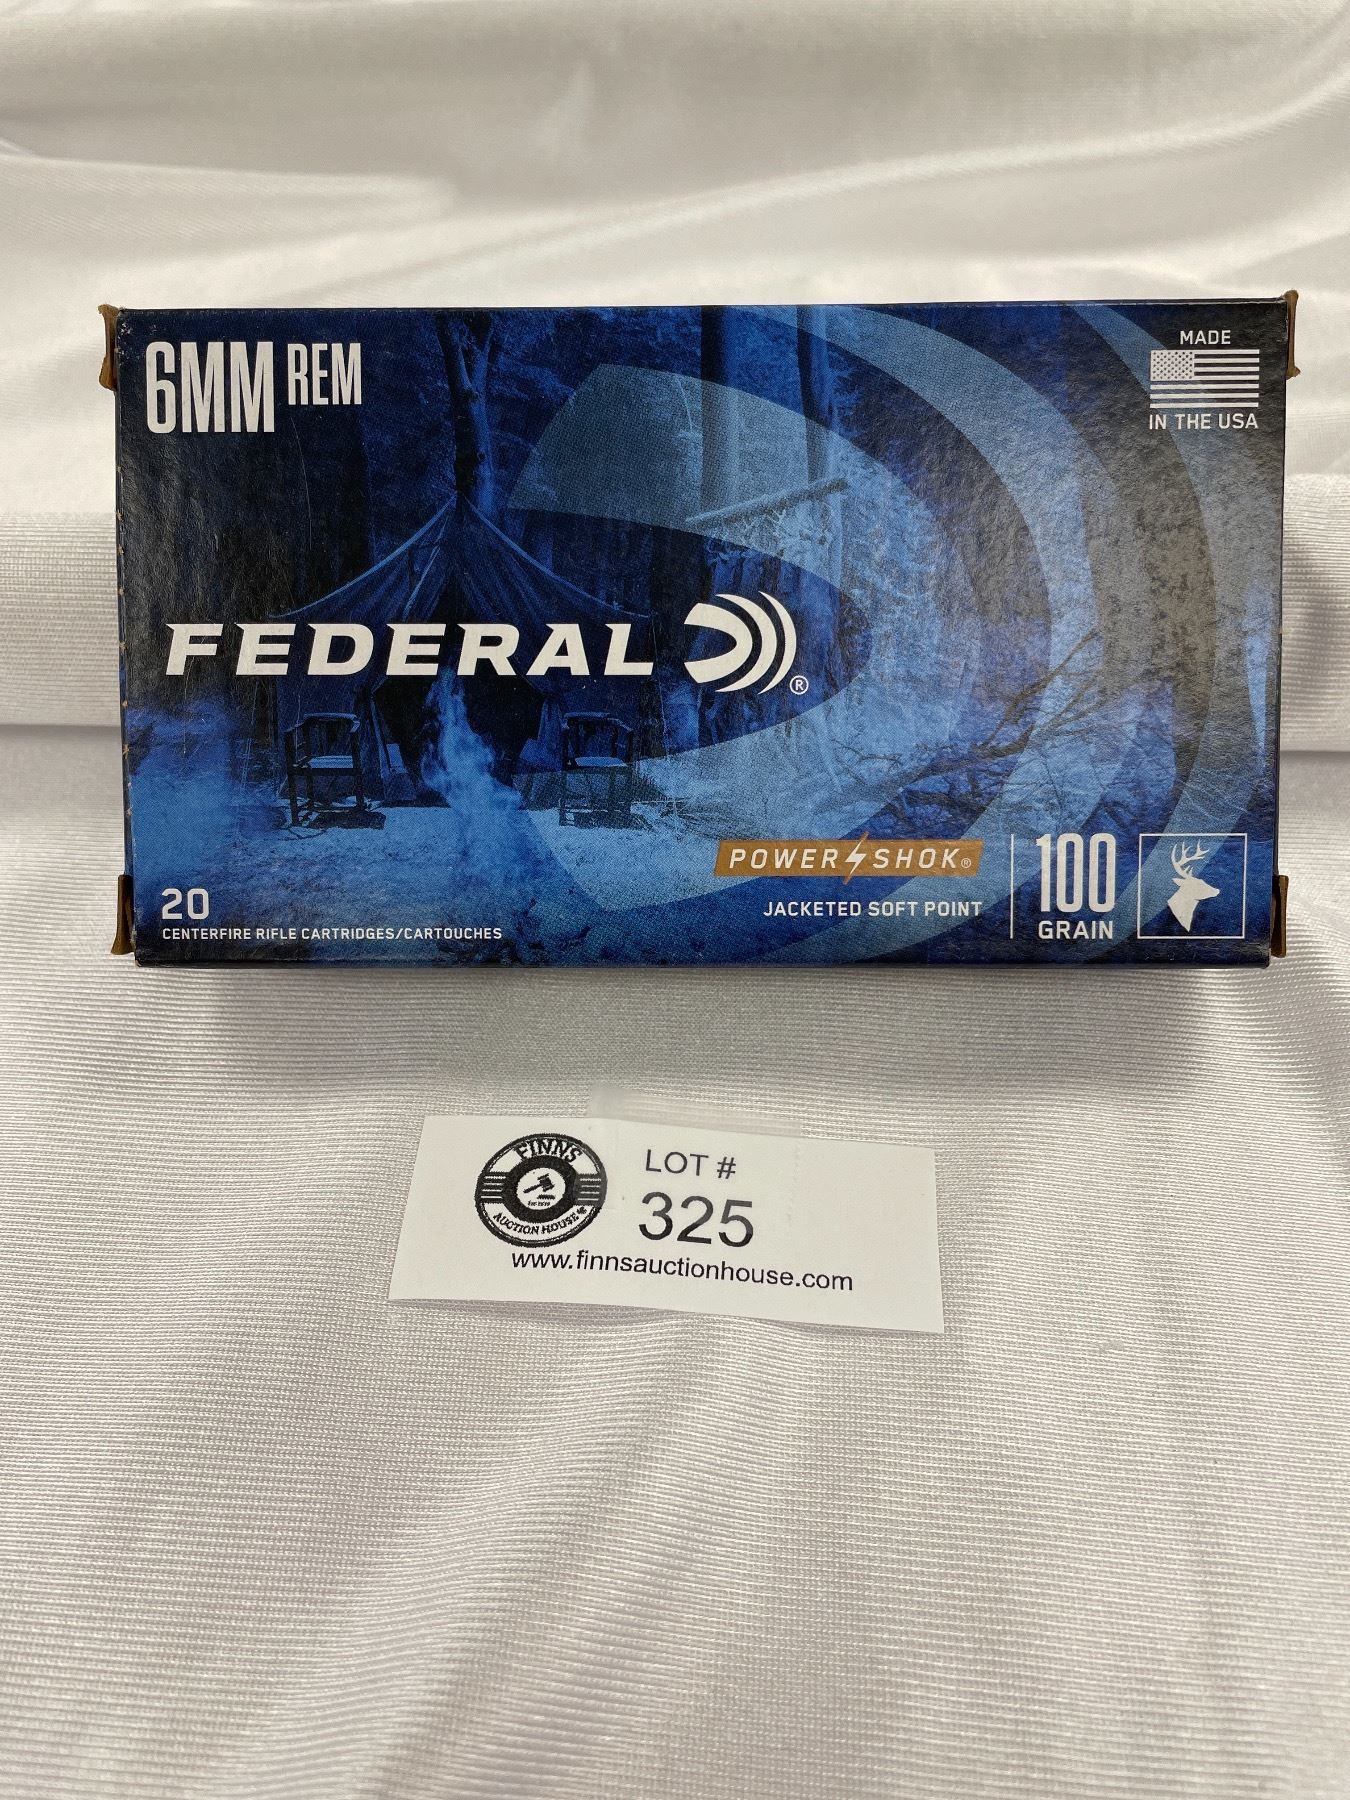 6MM REM
MADE
IN THE USA
FEDERAL ®
POWER SHOK®
JACKETED SOFT POINT
100
GRAIN
20
CENTERFIRE RIFLE CARTRIDGES/CARTOUCHES
FINNS
AUCTION HOUSE
LOT #
325
www.finnsauctionhouse.com